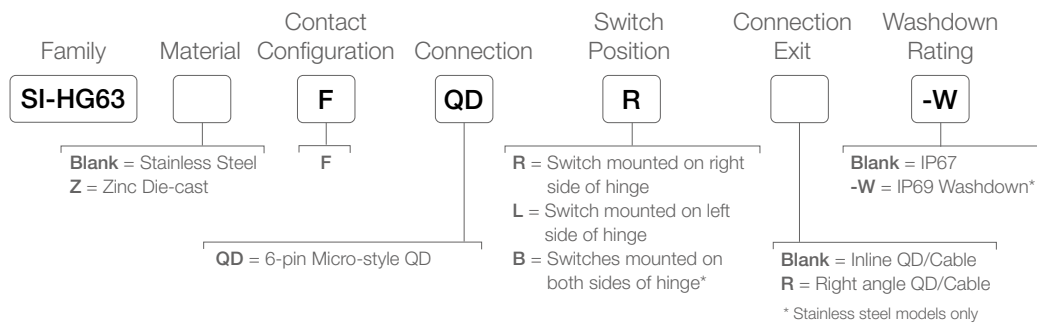 Family
Material
Contact
Configuration
Connection
Switch
Position
Connection
Exit
Washdown
Rating
SI-HG63
F
QD
R
-W
Blank = Stainless Steel
Z = Zinc Die-cast
F
QD = 6-pin Micro-style QD
R = Switch mounted on right
side of hinge
L = Switch mounted on left
side of hinge
B = Switches mounted on
both sides of hinge*
Blank = Inline QD/Cable
R = Right angle QD/Cable
Blank = IP67
-W = IP69 Washdown*
* Stainless steel models only